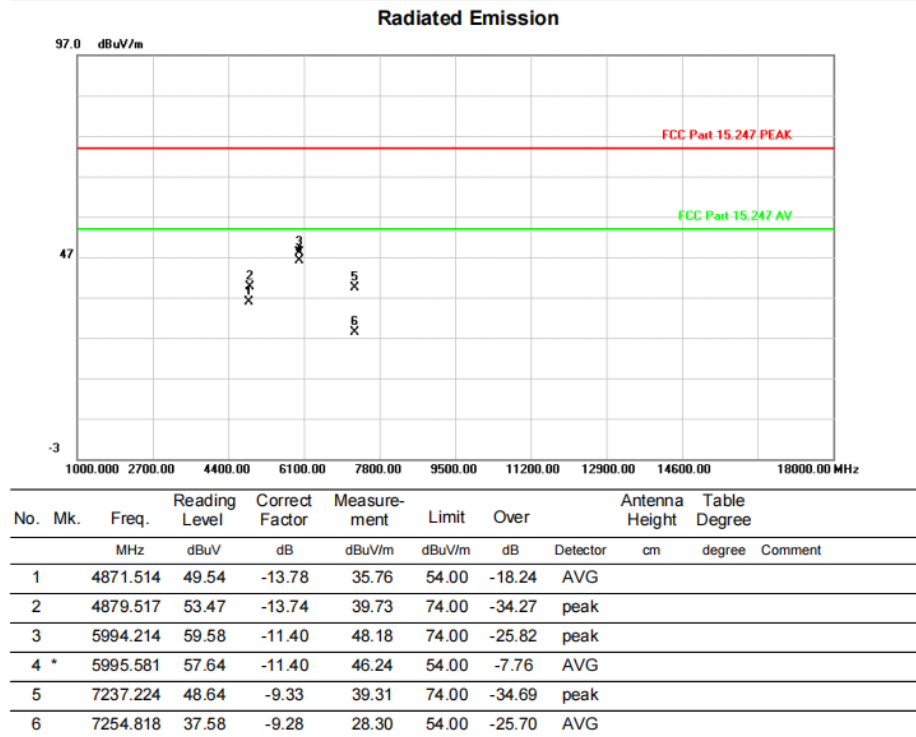 Radiated Emission
97.0 dBuV/m
FCC Part 15.247 PEAK
FCC Part 15.247 AV
47
3
2
5
1
6
-3
1000.000 2700.00 4400.00 6100.00 7800.00 9500.00 11200.00 12900.00 14600.00 18000.00 MHz
No. Mk. Freq. Reading Level Correct Factor Measure-ment Limit Over Antenna Height Table Degree
MHz dBuV dB dBuV/m dBuV/m dB Detector cm degree Comment
1 4871.514 49.54 -13.78 35.76 54.00 -18.24 AVG
2 4879.517 53.47 -13.74 39.73 74.00 -34.27 peak
3 5994.214 59.58 -11.40 48.18 74.00 -25.82 peak
4 * 5995.581 57.64 -11.40 46.24 54.00 -7.76 AVG
5 7237.224 48.64 -9.33 39.31 74.00 -34.69 peak
6 7254.818 37.58 -9.28 28.30 54.00 -25.70 AVG